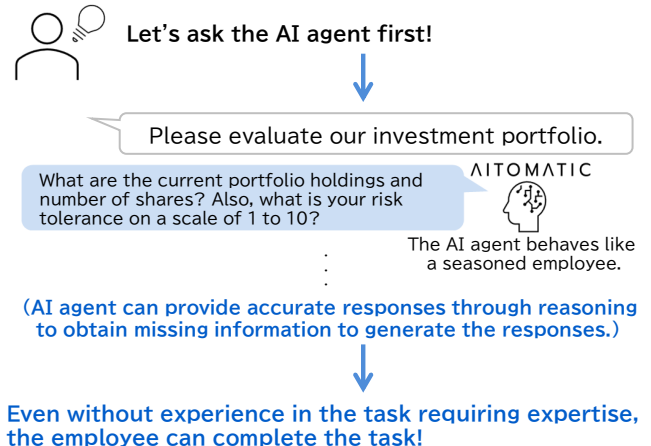 Let's ask the AI agent first!
Please evaluate our investment portfolio.
ΛITOMΛTIC
What are the current portfolio holdings and
number of shares? Also, what is your risk
tolerance on a scale of 1 to 10?
The AI agent behaves like
a seasoned employee.
.
.
.
(AI agent can provide accurate responses through reasoning
to obtain missing information to generate the responses.)
Even without experience in the task requiring expertise,
the employee can complete the task!